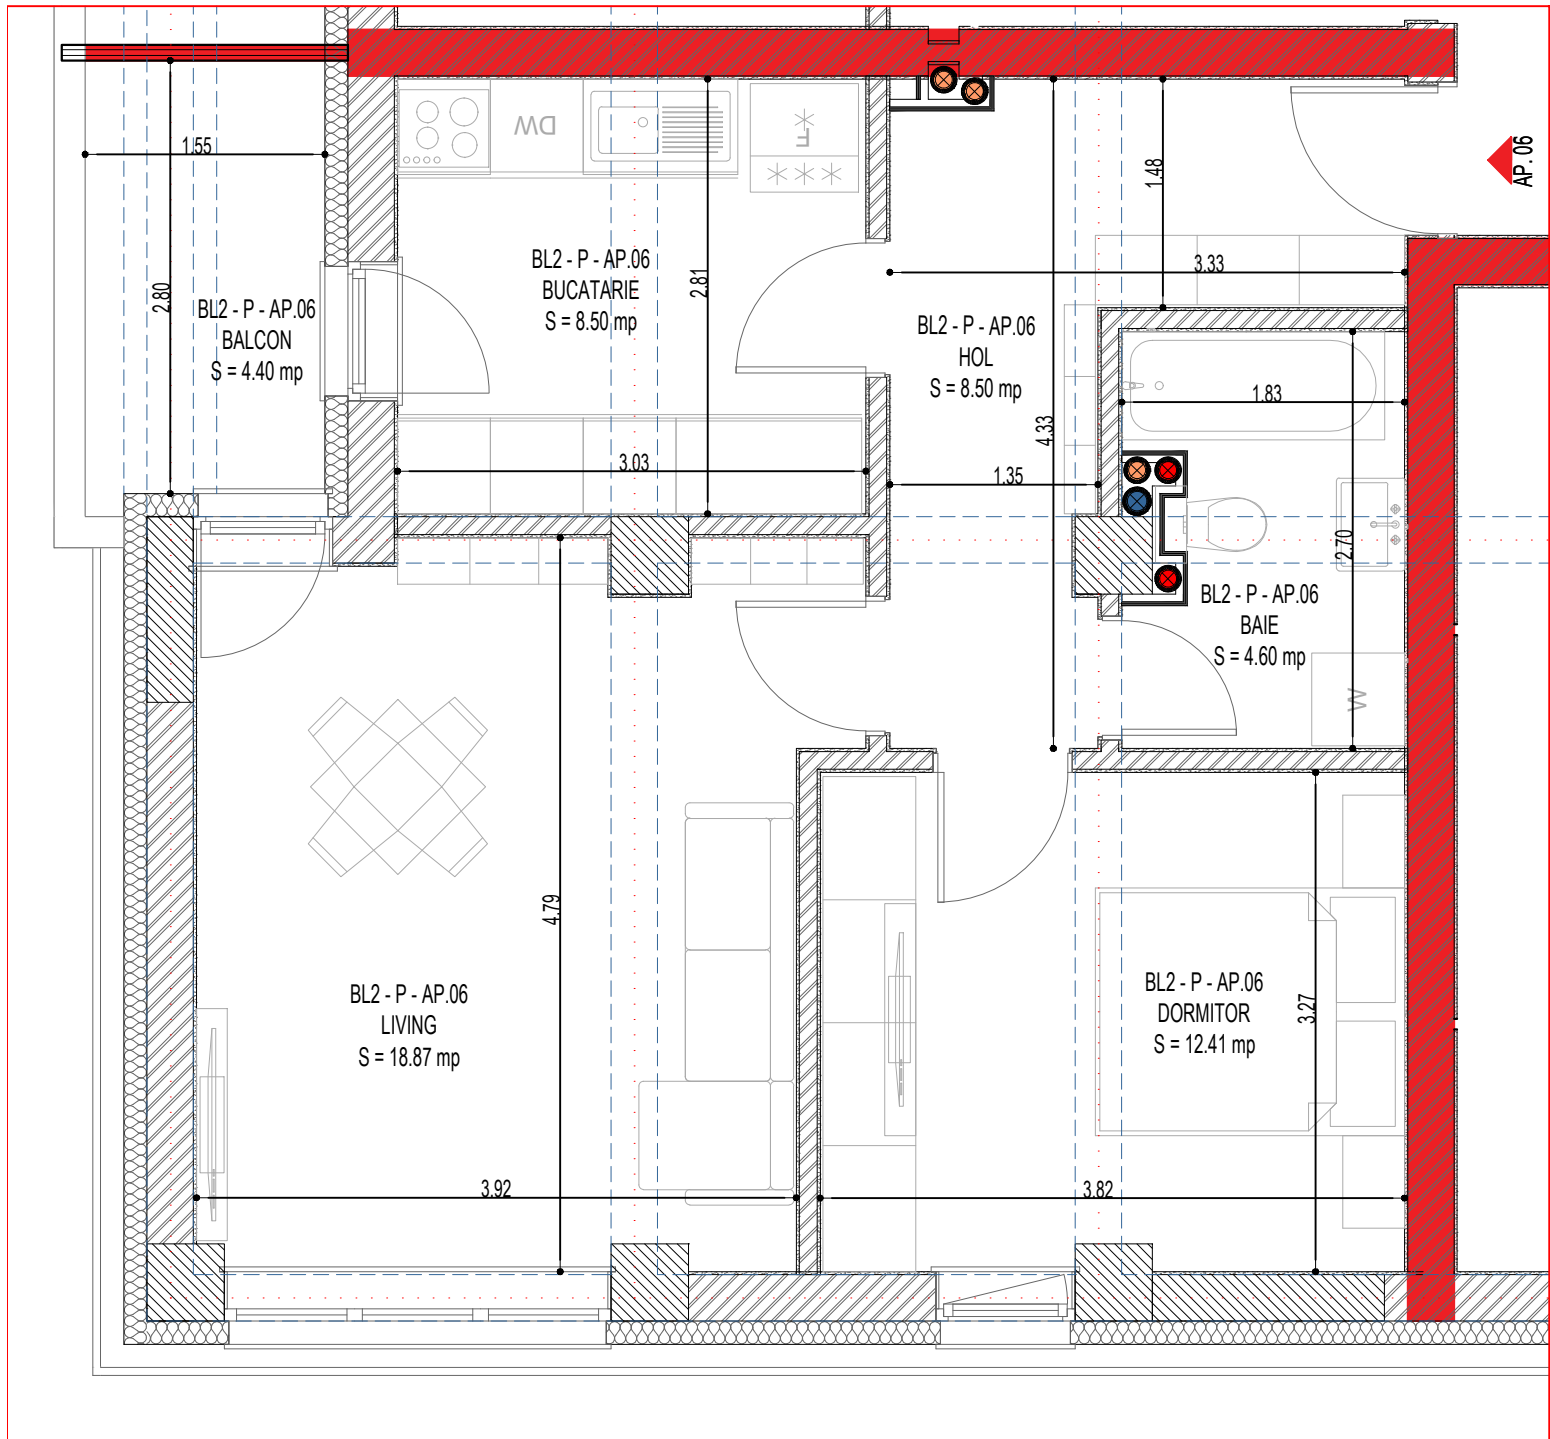 1.55
2.80
BL2 - P - AP.06
BALCON
S = 4.40 mp
DW
F
BL2 - P - AP.06
BUCATARIE
S = 8.50 mp
2.81
3.03
1.48
AP. 06
3.33
BL2 - P - AP.06
HOL
S = 8.50 mp
4.33
1.35
1.83
2.70
BL2 - P - AP.06
BAIE
S = 4.60 mp
W
4.79
BL2 - P - AP.06
LIVING
S = 18.87 mp
3.92
BL2 - P - AP.06
DORMITOR
S = 12.41 mp
3.27
3.82